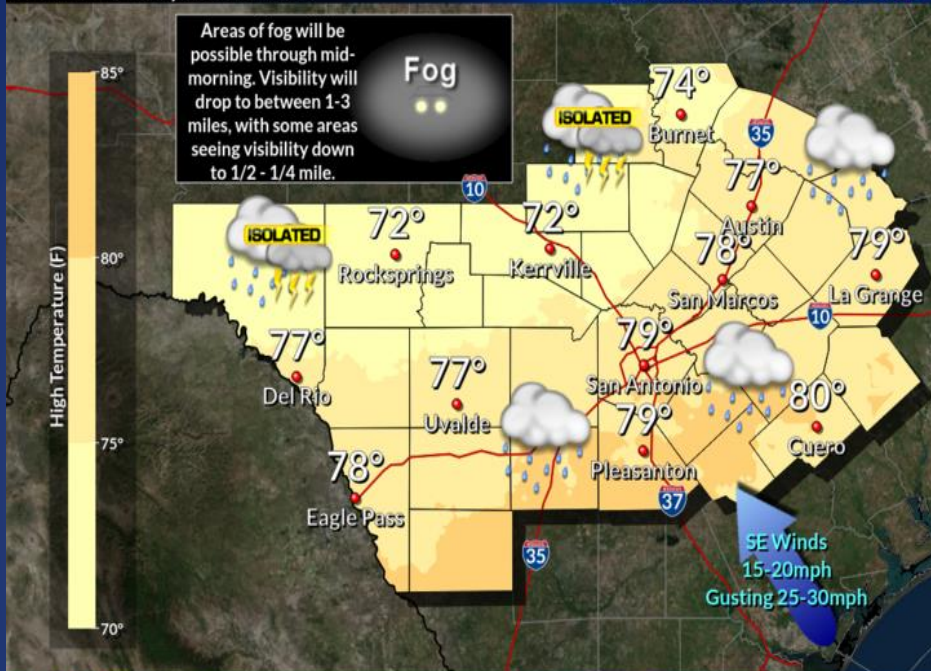 Areas of fog will be
possible through mid-
morning. Visibility will
drop to between 1-3
miles, with some areas
seeing visibility down
to 1/2 - 1/4 mile.
Fog
High Temperature (F)
85°
80°
75°
70°
ISOLATED
74°
Burnet
35
10
77°
Austin
ISOLATED
72°
Rocksprings
72°
Kerrville
78°
San Marcos
79°
La Grange
10
77°
Del Rio
77°
Uvalde
79°
San Antonio
79°
Pleasanton
80°
Cuero
78°
Eagle Pass
37
35
SE Winds
15-20mph
Gusting 25-30mph